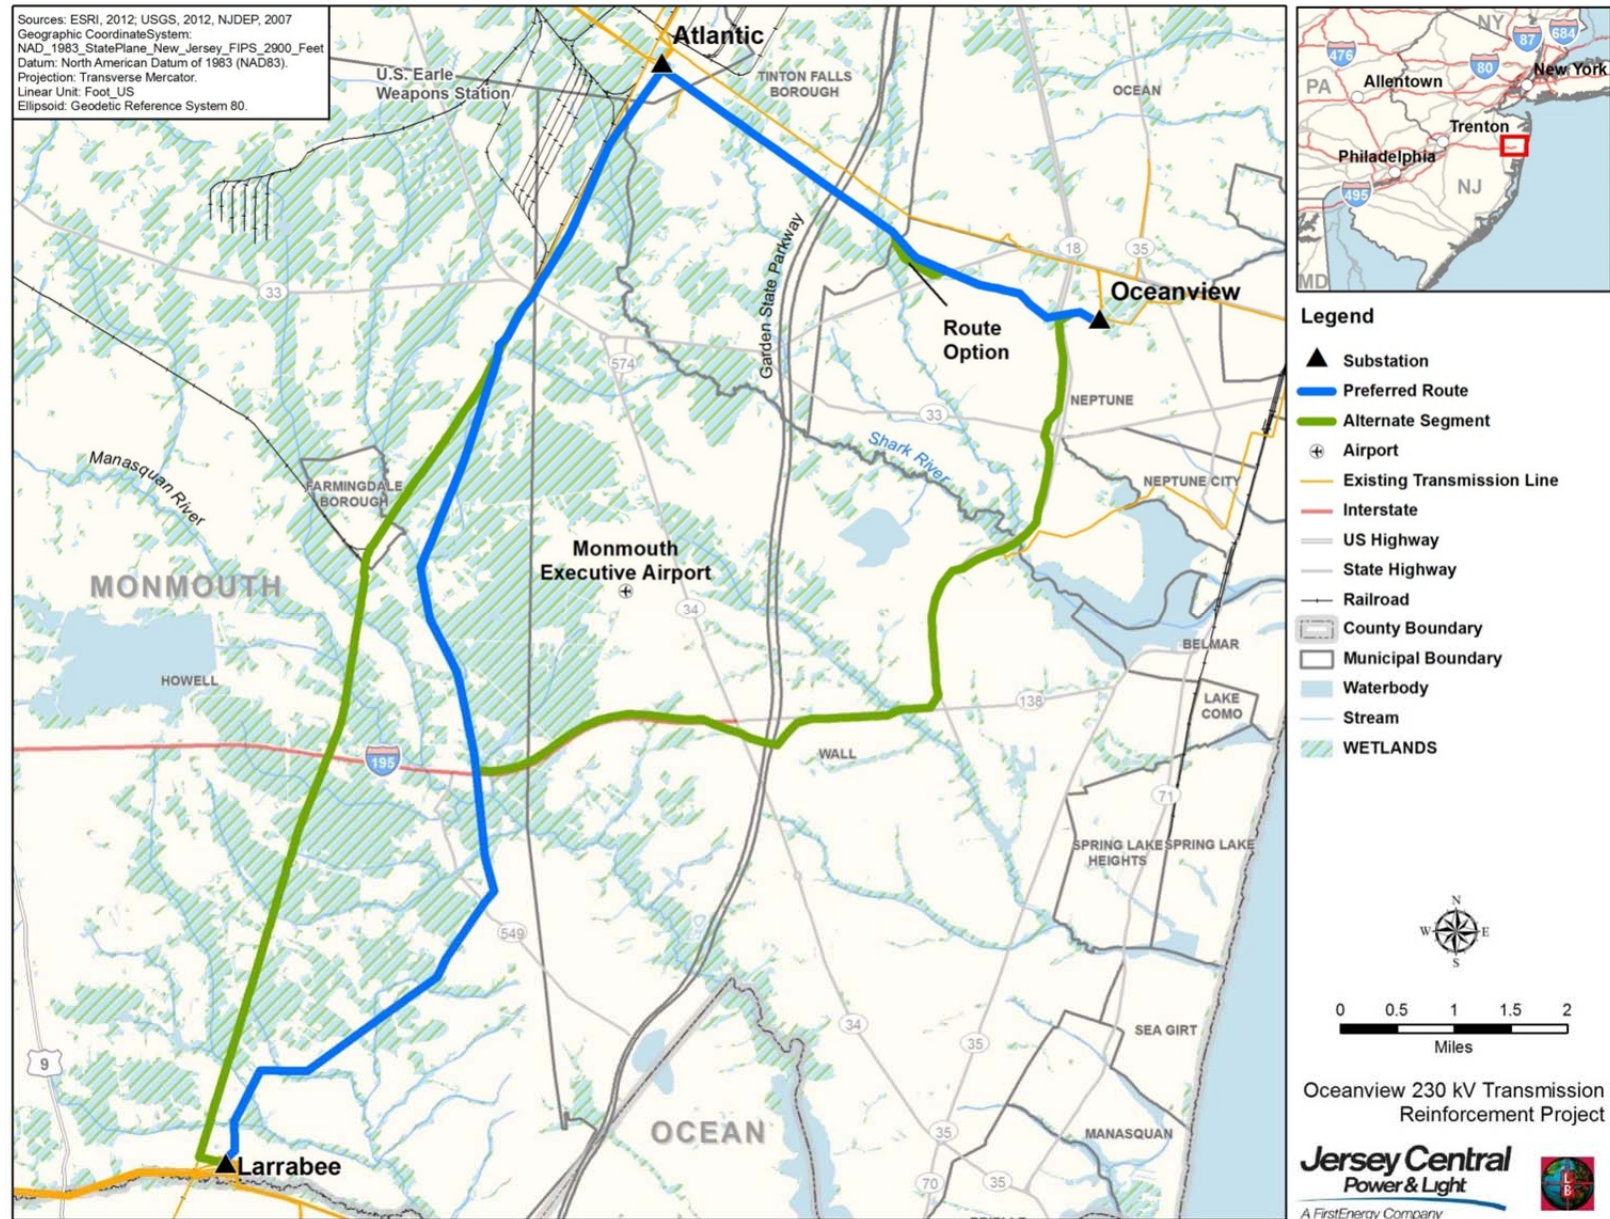 Sources: ESRI, 2012; USGS, 2012, NJDEP, 2007
Geographic CoordinateSystem:
NAD_1983_StatePlane_New_Jersey_FIPS_2900_Feet
Datum: North American Datum of 1983 (NAD83).
Projection: Transverse Mercator.
Linear Unit: Foot_US
Ellipsoid: Geodetic Reference System 80.
Atlantic
U.S. Earle
Weapons Station
TINTON FALLS
BOROUGH
OCEAN
Garden State Parkway
18
35
33
Oceanview
Route
Option
574
NEPTUNE
33
Shark River
Manasquan River
FARMINGDALE
BOROUGH
NEPTUNE CITY
Monmouth
Executive Airport
MONMOUTH
34
BELMAR
HOWELL
LAKE
COMO
138
195
WALL
71
SPRING LAKE
HEIGHTS
SPRING LAKE
549
34
35
SEA GIRT
9
OCEAN
35
MANASQUAN
Larrabee
70
35
NY
87
684
476
80
New York
PA
Allentown
Trenton
Philadelphia
NJ
495
MD
Legend
Substation
Preferred Route
Alternate Segment
Airport
Existing Transmission Line
Interstate
US Highway
State Highway
Railroad
County Boundary
Municipal Boundary
Waterbody
Stream
WETLANDS
N
W E
S
0 0.5 1 1.5 2
Miles
Oceanview 230 kV Transmission
Reinforcement Project
Jersey Central
Power & Light
A FirstEnergy Company